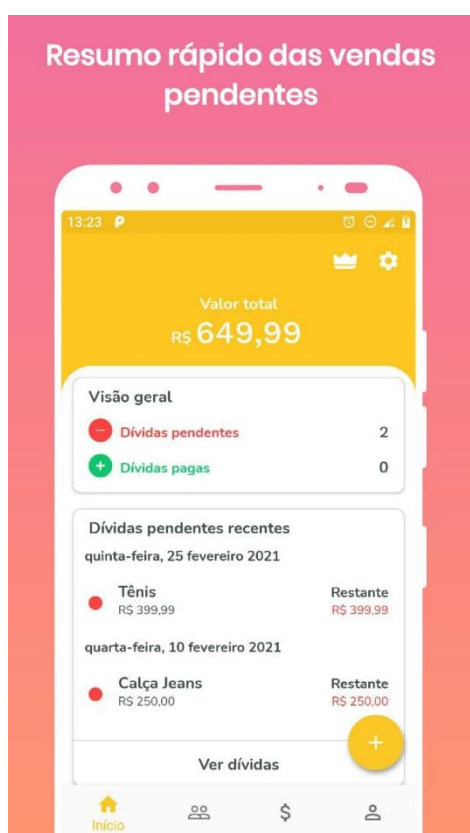 Resumo rápido das vendas
pendentes
13:23
Valor total
R$ 649,99
Visão geral
Dívidas pendentes 2
Dívidas pagas 0
Dívidas pendentes recentes
quinta-feira, 25 fevereiro 2021
Tênis Restante
R$ 399,99 R$ 399,99
quarta-feira, 10 fevereiro 2021
Calça Jeans Restante
R$ 250,00 R$ 250,00
Ver dívidas
Início